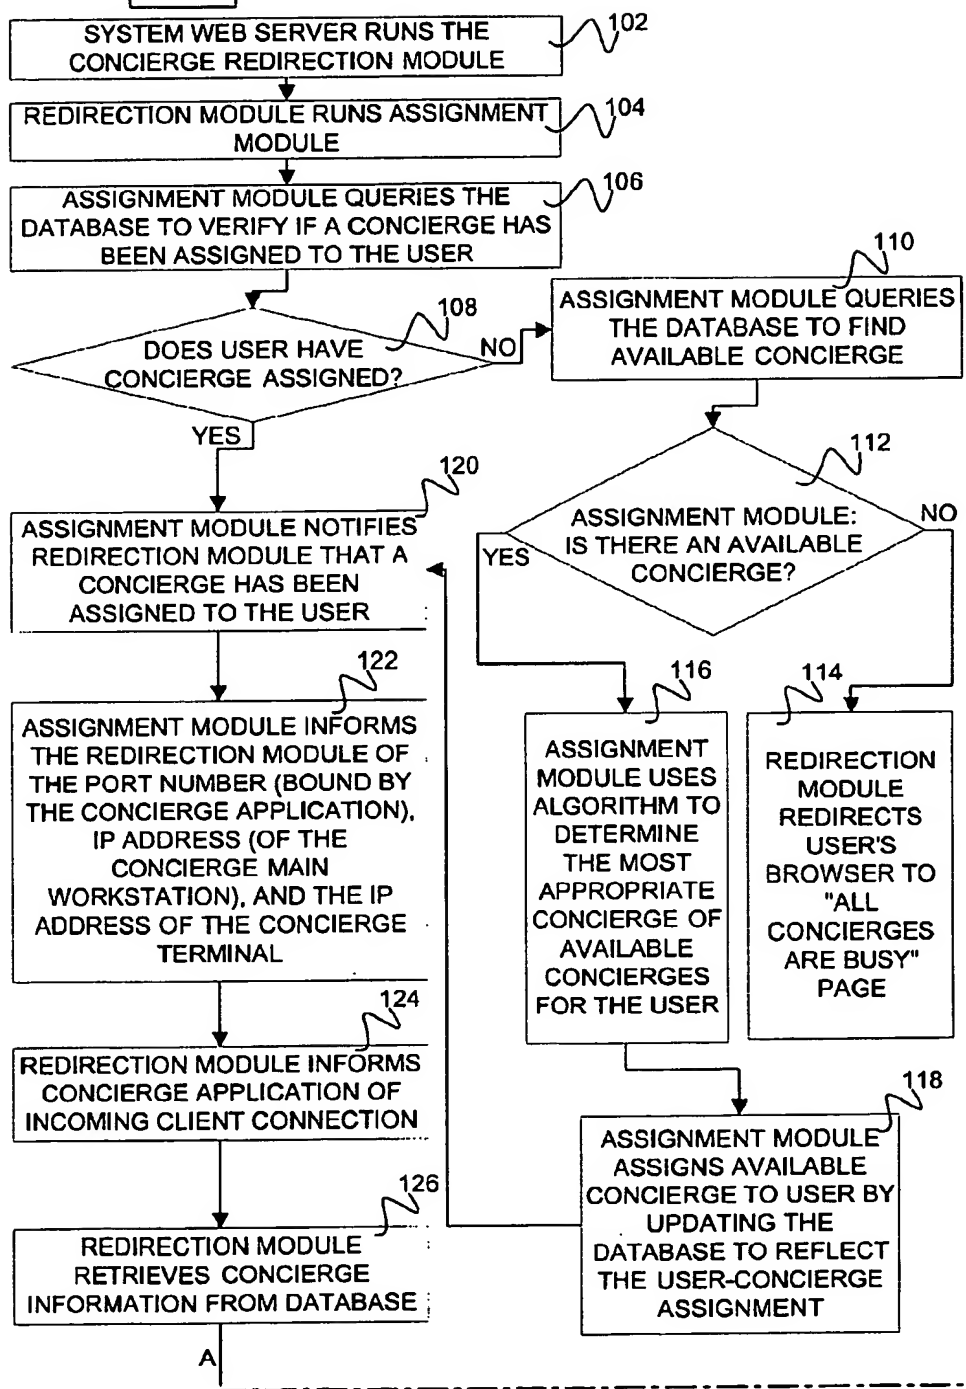 SYSTEM WEB SERVER RUNS THE
CONCIERGE REDIRECTION MODULE
102
REDIRECTION MODULE RUNS ASSIGNMENT
MODULE
104
ASSIGNMENT MODULE QUERIES THE
DATABASE TO VERIFY IF A CONCIERGE HAS
BEEN ASSIGNED TO THE USER
106
DOES USER HAVE
CONCIERGE ASSIGNED?
108
NO
YES
ASSIGNMENT MODULE QUERIES
THE DATABASE TO FIND
AVAILABLE CONCIERGE
110
ASSIGNMENT MODULE:
IS THERE AN AVAILABLE
CONCIERGE?
112
YES
NO
REDIRECTION
MODULE
REDIRECTS
USER'S
BROWSER TO
"ALL
CONCIERGES
ARE BUSY"
PAGE
114
ASSIGNMENT
MODULE USES
ALGORITHM TO
DETERMINE
THE MOST
APPROPRIATE
CONCIERGE OF
AVAILABLE
CONCIERGES
FOR THE USER
116
ASSIGNMENT MODULE
ASSIGNS AVAILABLE
CONCIERGE TO USER BY
UPDATING THE
DATABASE TO REFLECT
THE USER-CONCIERGE
ASSIGNMENT
118
ASSIGNMENT MODULE NOTIFIES
REDIRECTION MODULE THAT A
CONCIERGE HAS BEEN
ASSIGNED TO THE USER
120
ASSIGNMENT MODULE INFORMS
THE REDIRECTION MODULE OF
THE PORT NUMBER (BOUND BY
THE CONCIERGE APPLICATION),
IP ADDRESS (OF THE
CONCIERGE MAIN
WORKSTATION), AND THE IP
ADDRESS OF THE CONCIERGE
TERMINAL
122
REDIRECTION MODULE INFORMS
CONCIERGE APPLICATION OF
INCOMING CLIENT CONNECTION
124
REDIRECTION MODULE
RETRIEVES CONCIERGE
INFORMATION FROM DATABASE
126
A